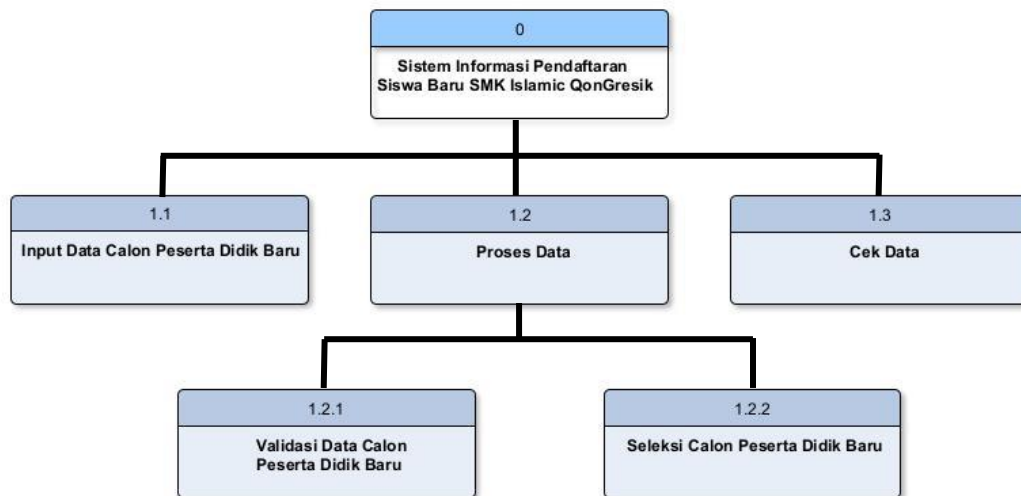 0
Sistem Informasi Pendaftaran
Siswa Baru SMK Islamic QonGresik
1.1
Input Data Calon Peserta Didik Baru
1.2
Proses Data
1.3
Cek Data
1.2.1
Validasi Data Calon
Peserta Didik Baru
1.2.2
Seleksi Calon Peserta Didik Baru